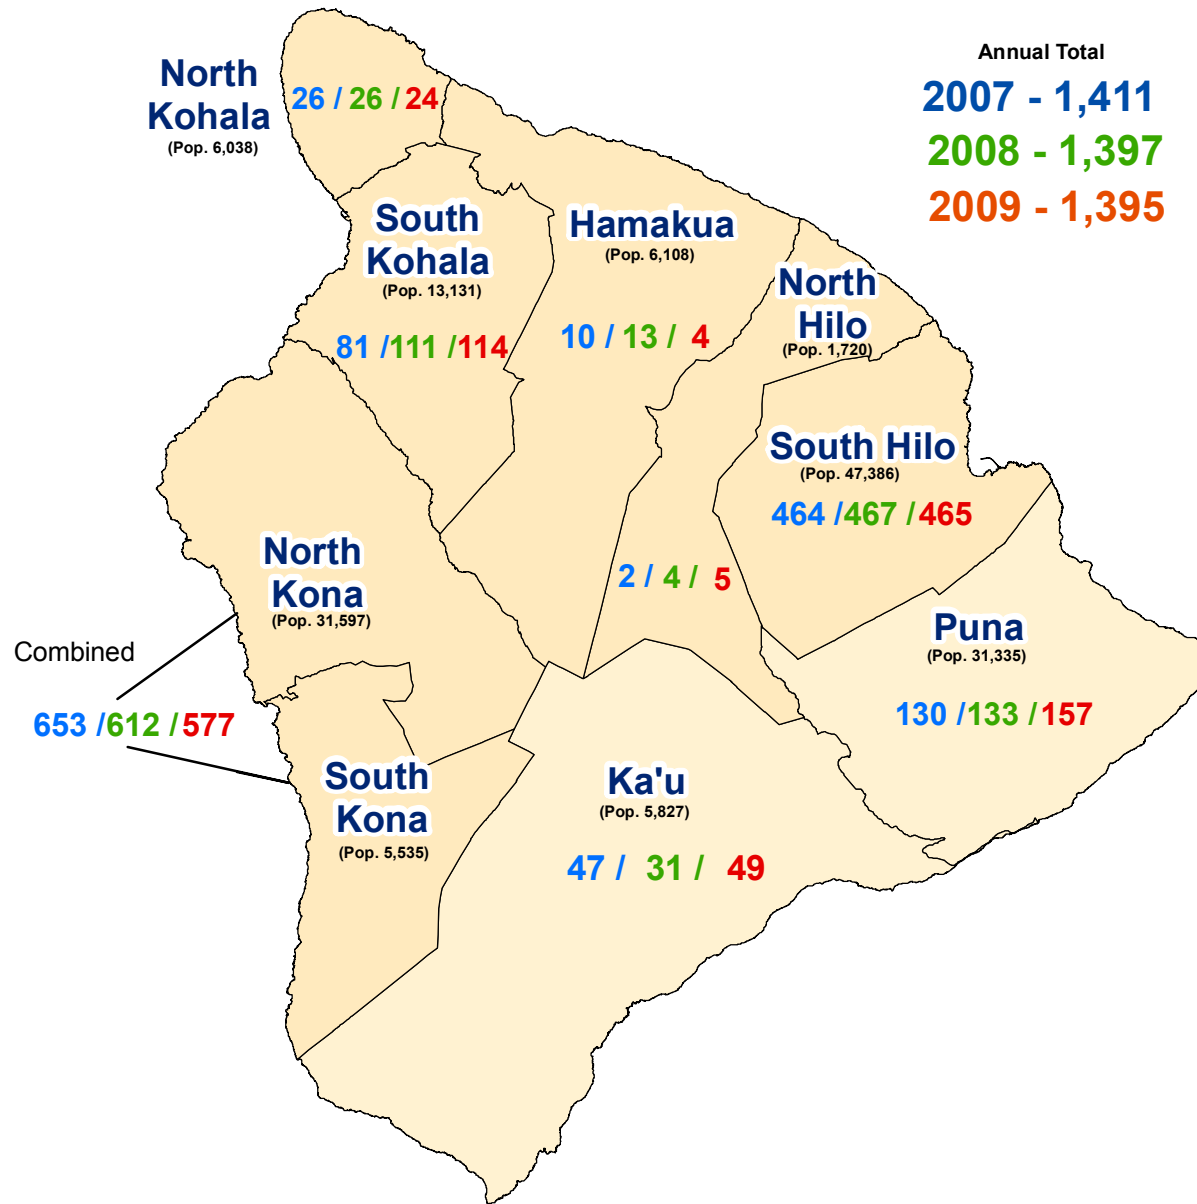 Annual Total
2007 - 1,411
2008 - 1,397
2009 - 1,395
North
Kohala
(Pop. 6,038)
26 / 26 / 24
South
Kohala
(Pop. 13,131)
81 /111 /114
Hamakua
(Pop. 6,108)
10 / 13 / 4
North
Hilo
(Pop. 1,720)
2 / 4 / 5
South Hilo
(Pop. 47,386)
464 /467 /465
North
Kona
(Pop. 31,597)
Combined
653 /612 /577
South
Kona
(Pop. 5,535)
Puna
(Pop. 31,335)
130 /133 /157
Ka'u
(Pop. 5,827)
47 / 31 / 49